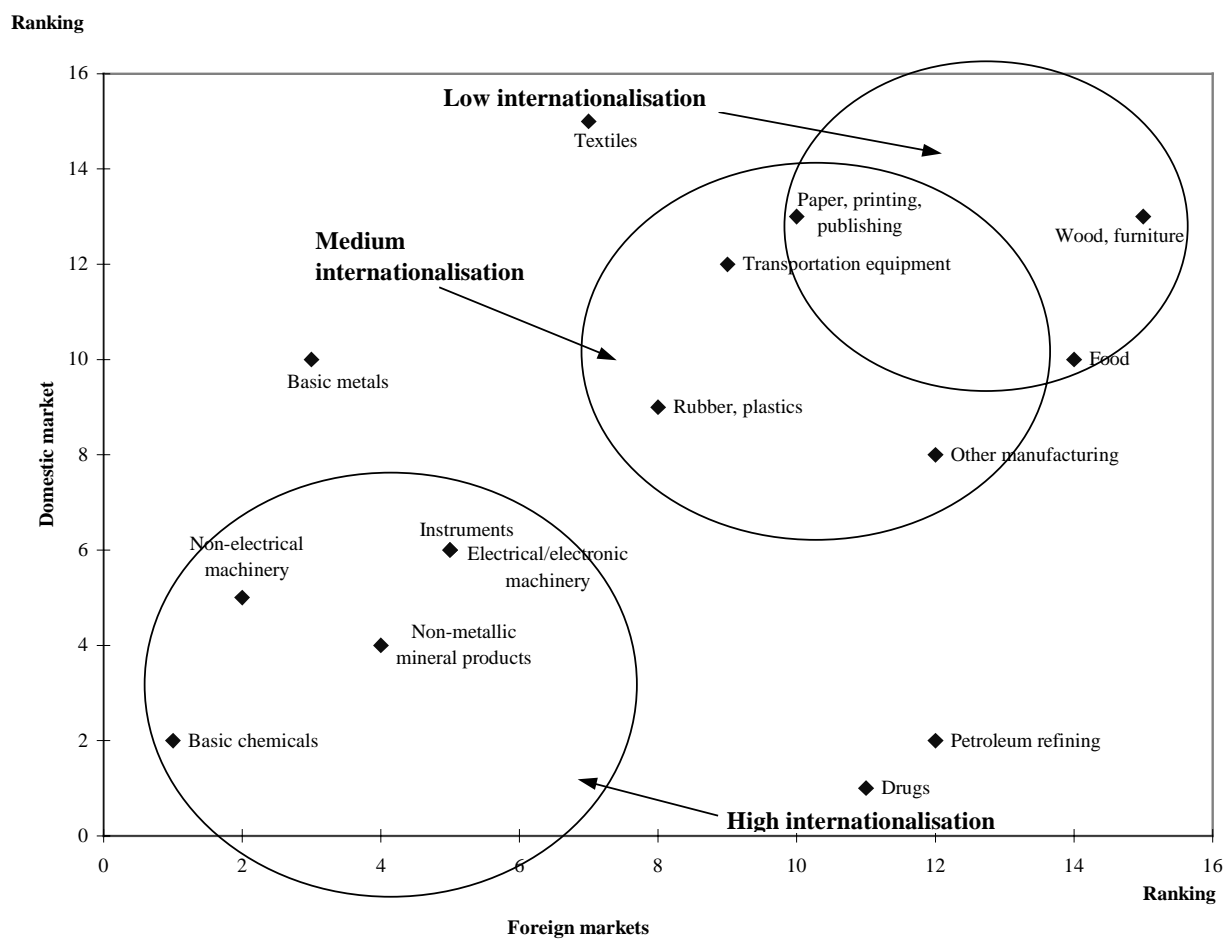 Ranking
16
Low internationalisation
Textiles
14
Paper, printing,
publishing
Wood, furniture
Medium
internationalisation
12
Transportation equipment
10
Basic metals
Food
Rubber, plastics
8
Other manufacturing
Domestic market
Instruments
Non-electrical
machinery
6
Electrical/electronic
machinery
Non-metallic
mineral products
4
2
Basic chemicals
Petroleum refining
Drugs
High internationalisation
0
0 2 4 6 8 10 12 14 16
Ranking
Foreign markets